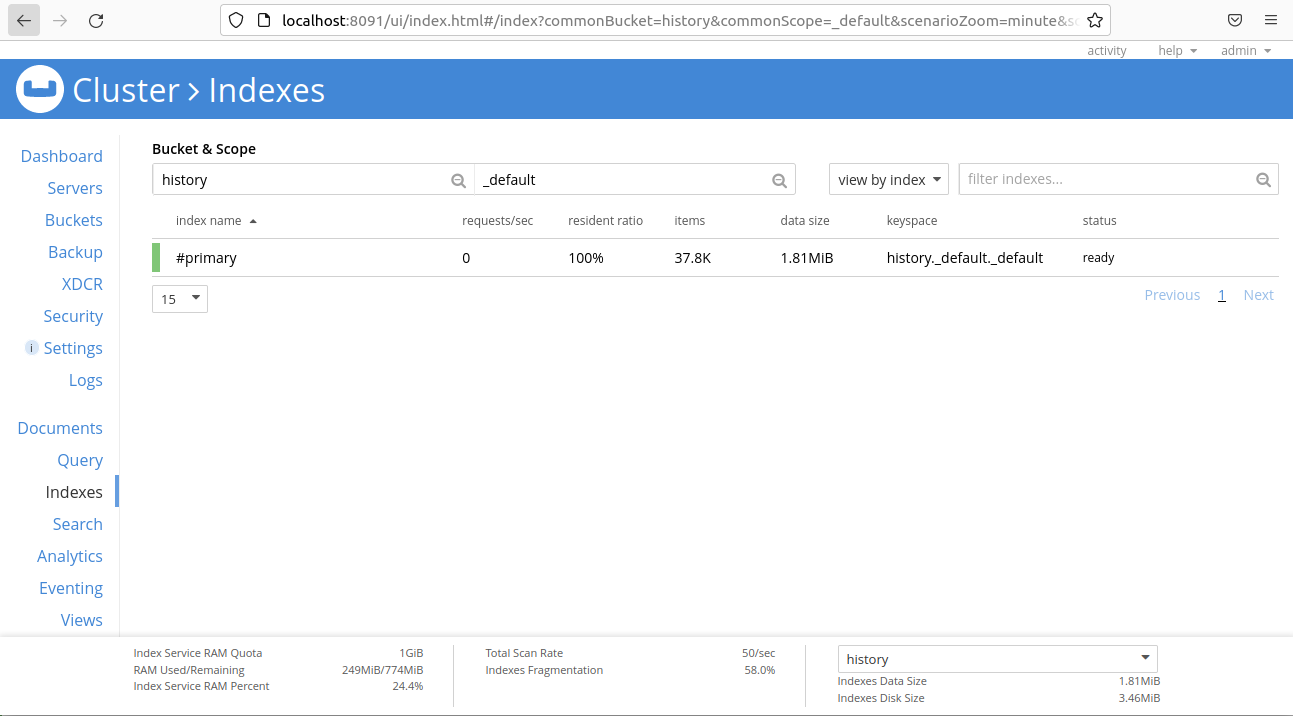 localhost:8091/ui/index.html#/index?commonBucket=history&commonScope=_default&scenarioZoom=minute&sc
activity help admin
Cluster > Indexes
Dashboard
Servers
Buckets
Backup
XDCR
Security
i Settings
Logs
Documents
Query
Indexes
Search
Analytics
Eventing
Views
Bucket & Scope
history _default view by index filter indexes...
index name requests/sec resident ratio items data size keyspace status
#primary 0 100% 37.8K 1.81MiB history._default._default ready
15 Previous 1 Next
Index Service RAM Quota 1GiB
RAM Used/Remaining 249MiB/774MiB
Index Service RAM Percent 24.4%
Total Scan Rate 50/sec
Indexes Fragmentation 58.0%
history
Indexes Data Size 1.81MiB
Indexes Disk Size 3.46MiB